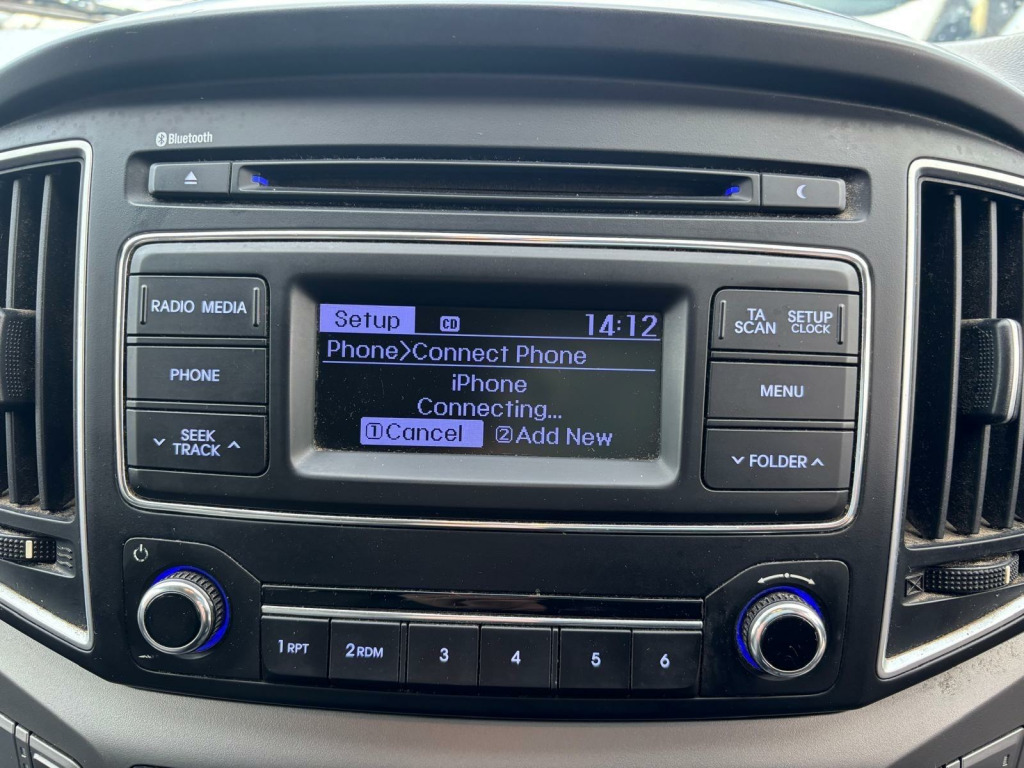 Bluetooth
RADIO MEDIA
PHONE
SEEK
TRACK
Setup CD 14:12
Phone>Connect Phone
iPhone
Connecting...
①Cancel ②Add New
TA
SCAN
SETUP
CLOCK
MENU
FOLDER
1 RPT 2 RDM 3 4 5 6